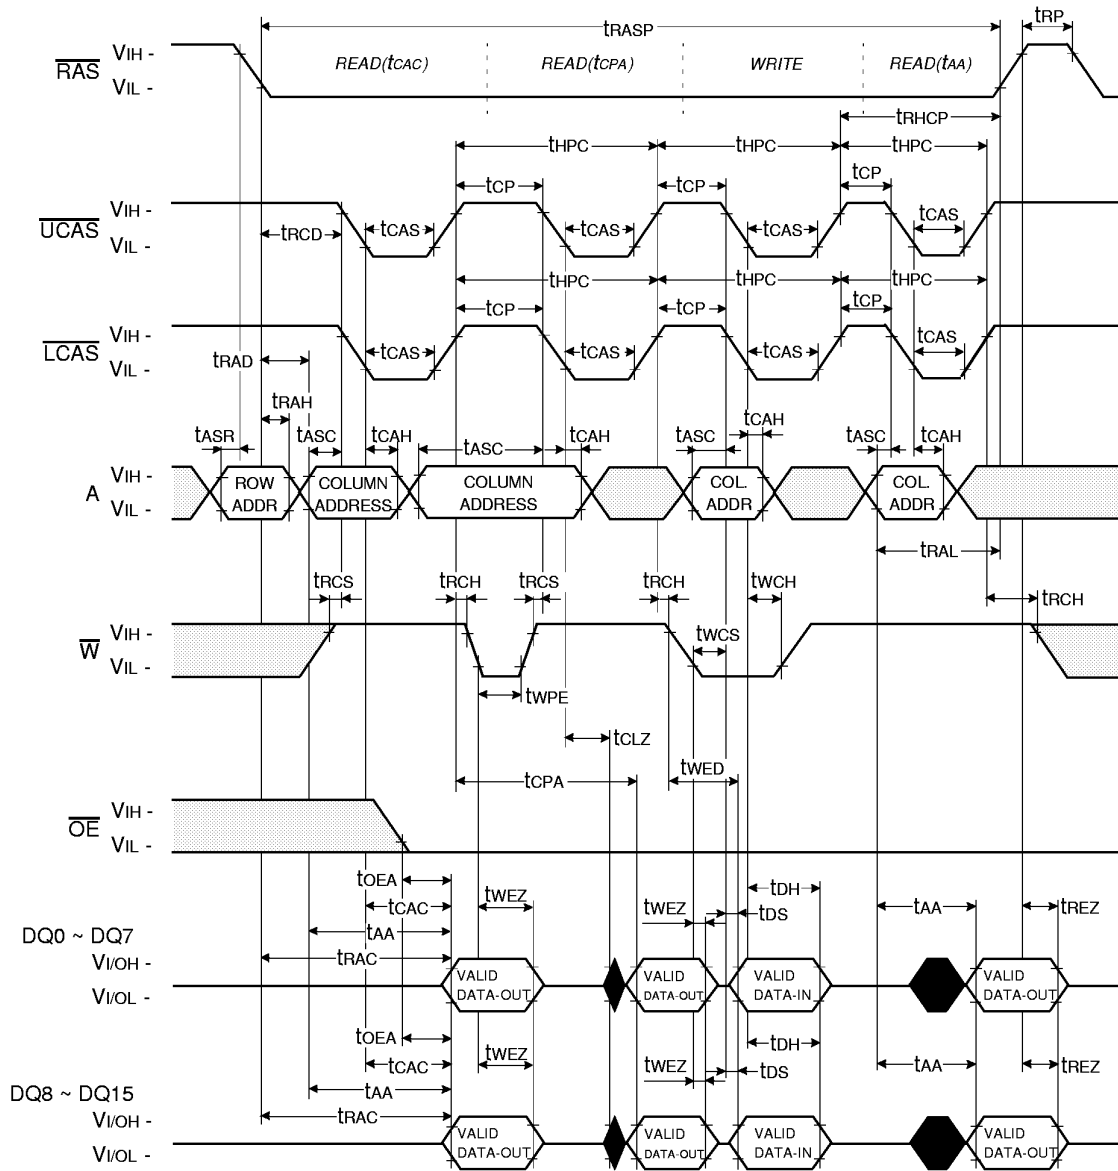 tRASP tRP
RAS VIH -
VIL -
READ(tCAC) READ(tCPA) WRITE READ(tAA)
tRHCP
tHPC tHPC tHPC
tCP tCP tCP
UCAS VIH -
VIL -
tRCD tCAS tCAS tCAS tCAS
tHPC tHPC tHPC
tCP tCP tCP
LCAS VIH -
VIL -
tRAD tCAS tCAS tCAS tCAS
tRAH
tASR tASC tCAH tASC tCAH tASC tCAH tASC tCAH
A VIH -
VIL -
ROW ADDR
COLUMN ADDRESS
COLUMN ADDRESS
COL. ADDR
COL. ADDR
tRAL
tRCS tRCH tRCS tRCH tWCH tRCH
W VIH -
VIL -
tWCS
tWPE
tCLZ
tCPA tWED
OE VIH -
VIL -
tOEA tWEZ tDH
tCAC tWEZ tDS tAA tREZ
tAA
DQ0 ~ DQ7
tRAC
VI/OH -
VI/OL -
VALID DATA-OUT
VALID DATA-OUT
VALID DATA-IN
VALID DATA-OUT
tOEA tWEZ tDH
tCAC tWEZ tDS tAA tREZ
tAA
DQ8 ~ DQ15
tRAC
VI/OH -
VI/OL -
VALID DATA-OUT
VALID DATA-OUT
VALID DATA-IN
VALID DATA-OUT